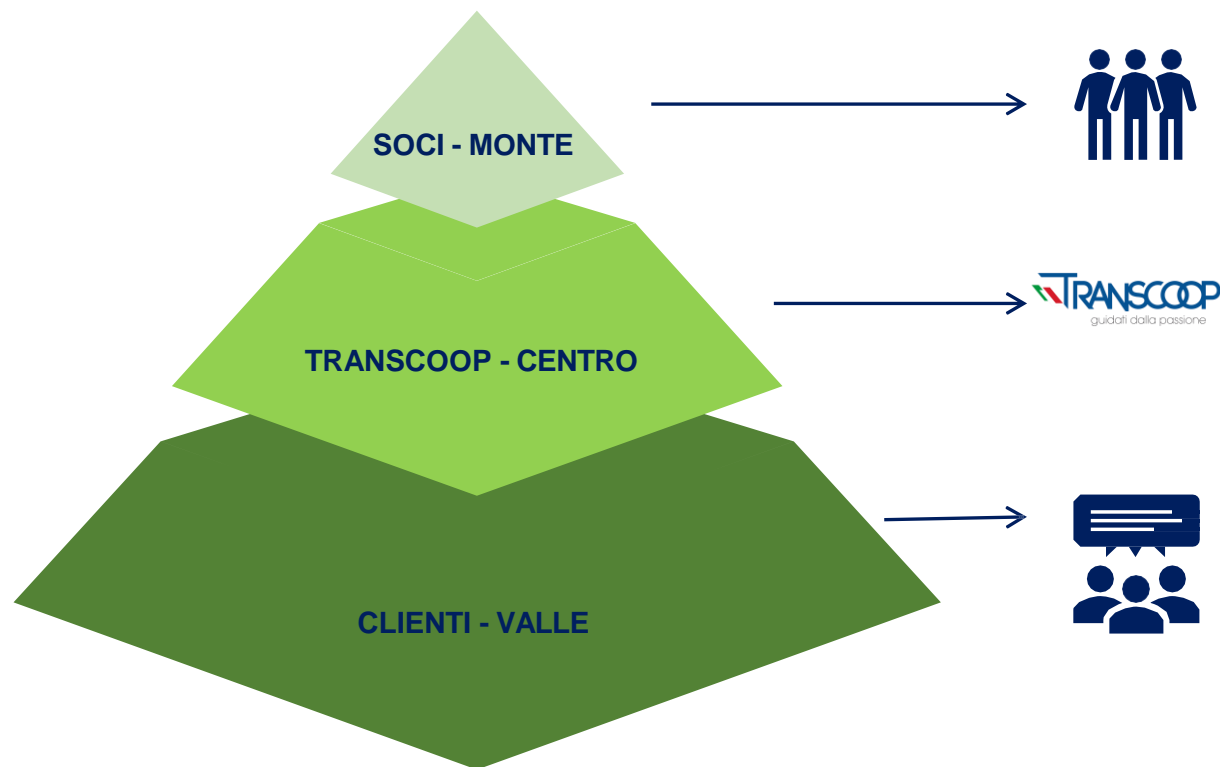 SOCI - MONTE
TRANSCOOP
guidati dalla passione
TRANSCOOP - CENTRO
CLIENTI - VALLE